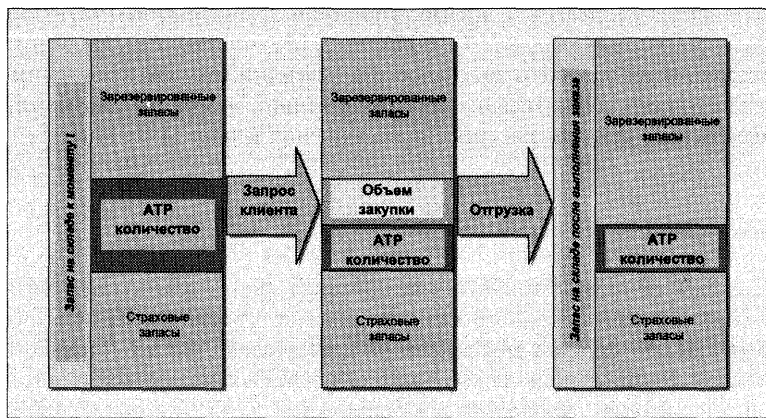 Запас на складе к моменту t
Зарезервированные
запасы
АТР
количество
Страховые
запасы
Запрос
клиента
Зарезервированные
запасы
Объем
закупки
АТР
количество
Страховые
запасы
Отгрузка
Запас на складе после выполнения заказа
Зарезервированные
запасы
АТР
количество
Страховые
запасы